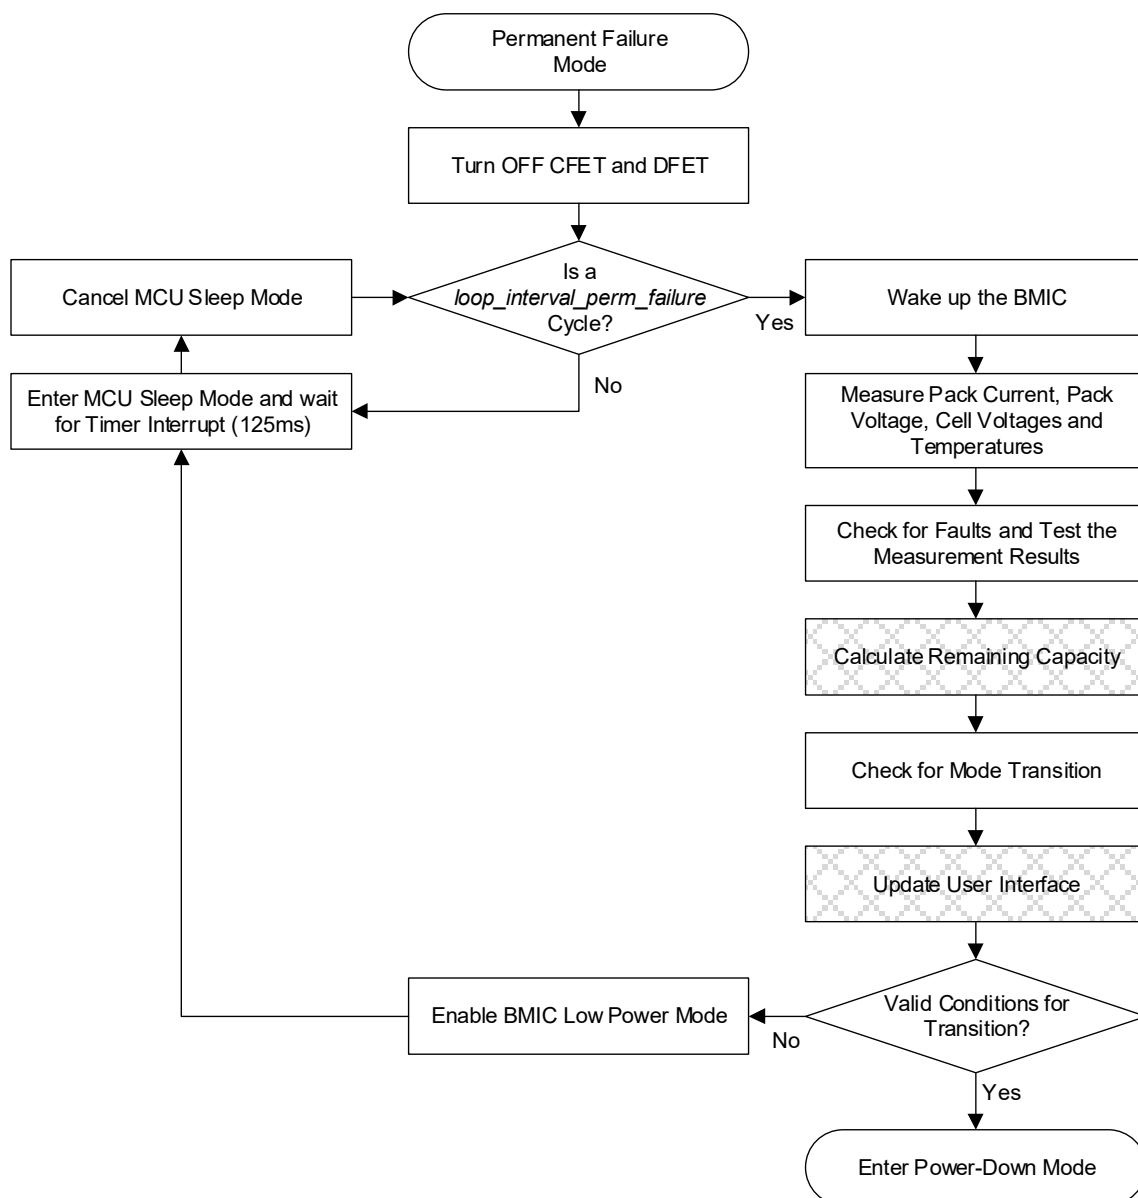 Permanent Failure
Mode
Turn OFF CFET and DFET
Is a
loop_interval_perm_failure
Cycle?
Yes
No
Cancel MCU Sleep Mode
Enter MCU Sleep Mode and wait
for Timer Interrupt (125ms)
Wake up the BMIC
Measure Pack Current, Pack
Voltage, Cell Voltages and
Temperatures
Check for Faults and Test the
Measurement Results
Calculate Remaining Capacity
Check for Mode Transition
Update User Interface
Valid Conditions for
Transition?
No
Enable BMIC Low Power Mode
Yes
Enter Power-Down Mode